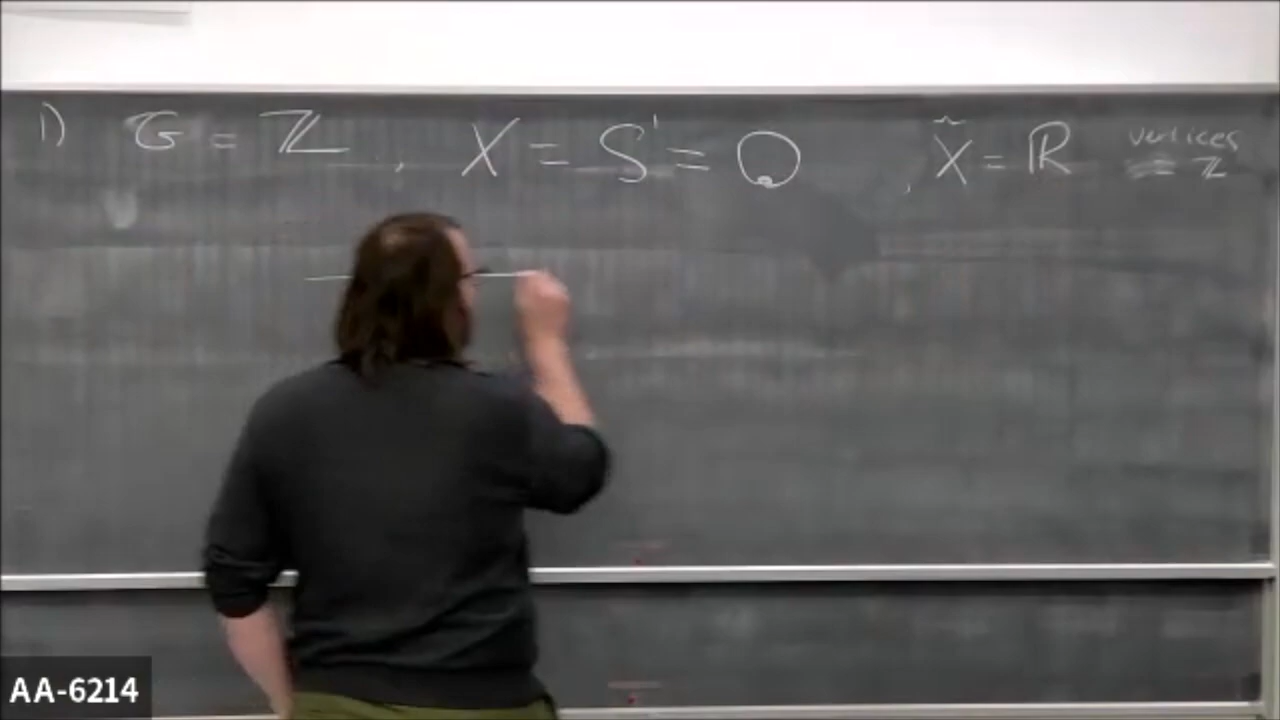 1) G = ℤ, X = S¹ = O, X̃ = ℝ vertices = ℤ
AA-6214